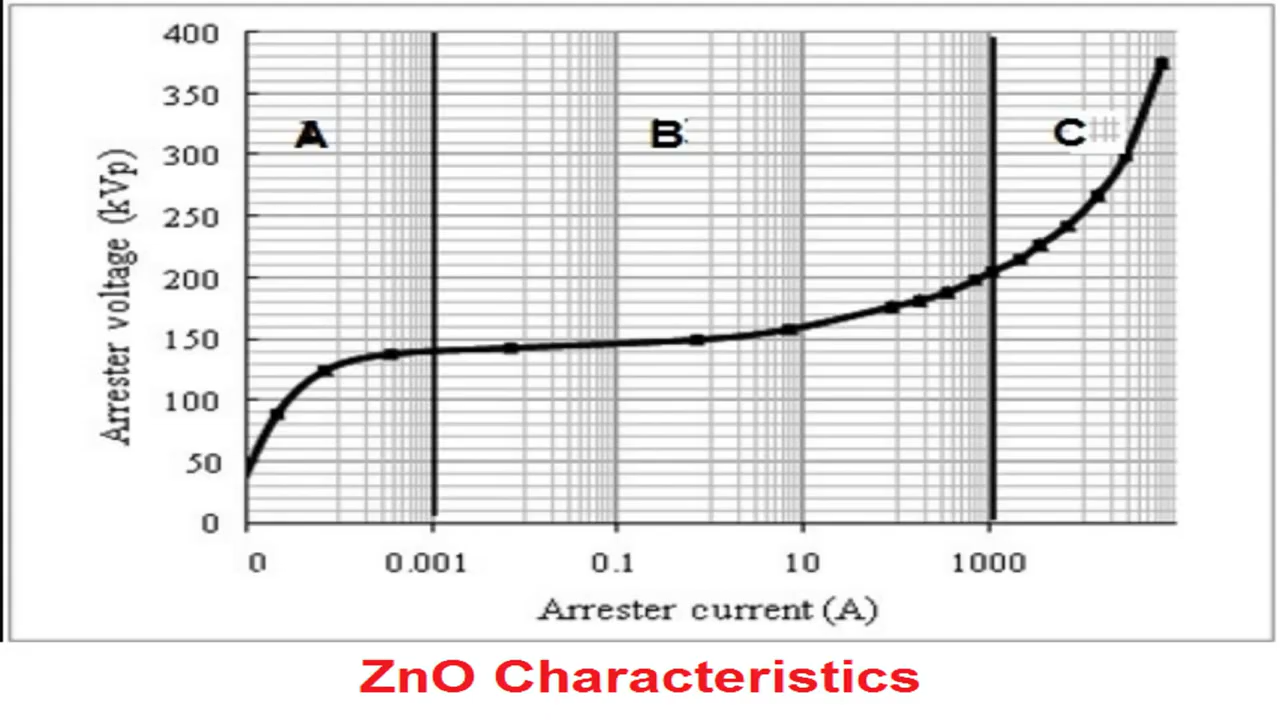 400
350
300
250
200
150
100
50
0
Arrester voltage (kVp)
A B C
0 0.001 0.1 10 1000
Arrester current (A)
ZnO Characteristics